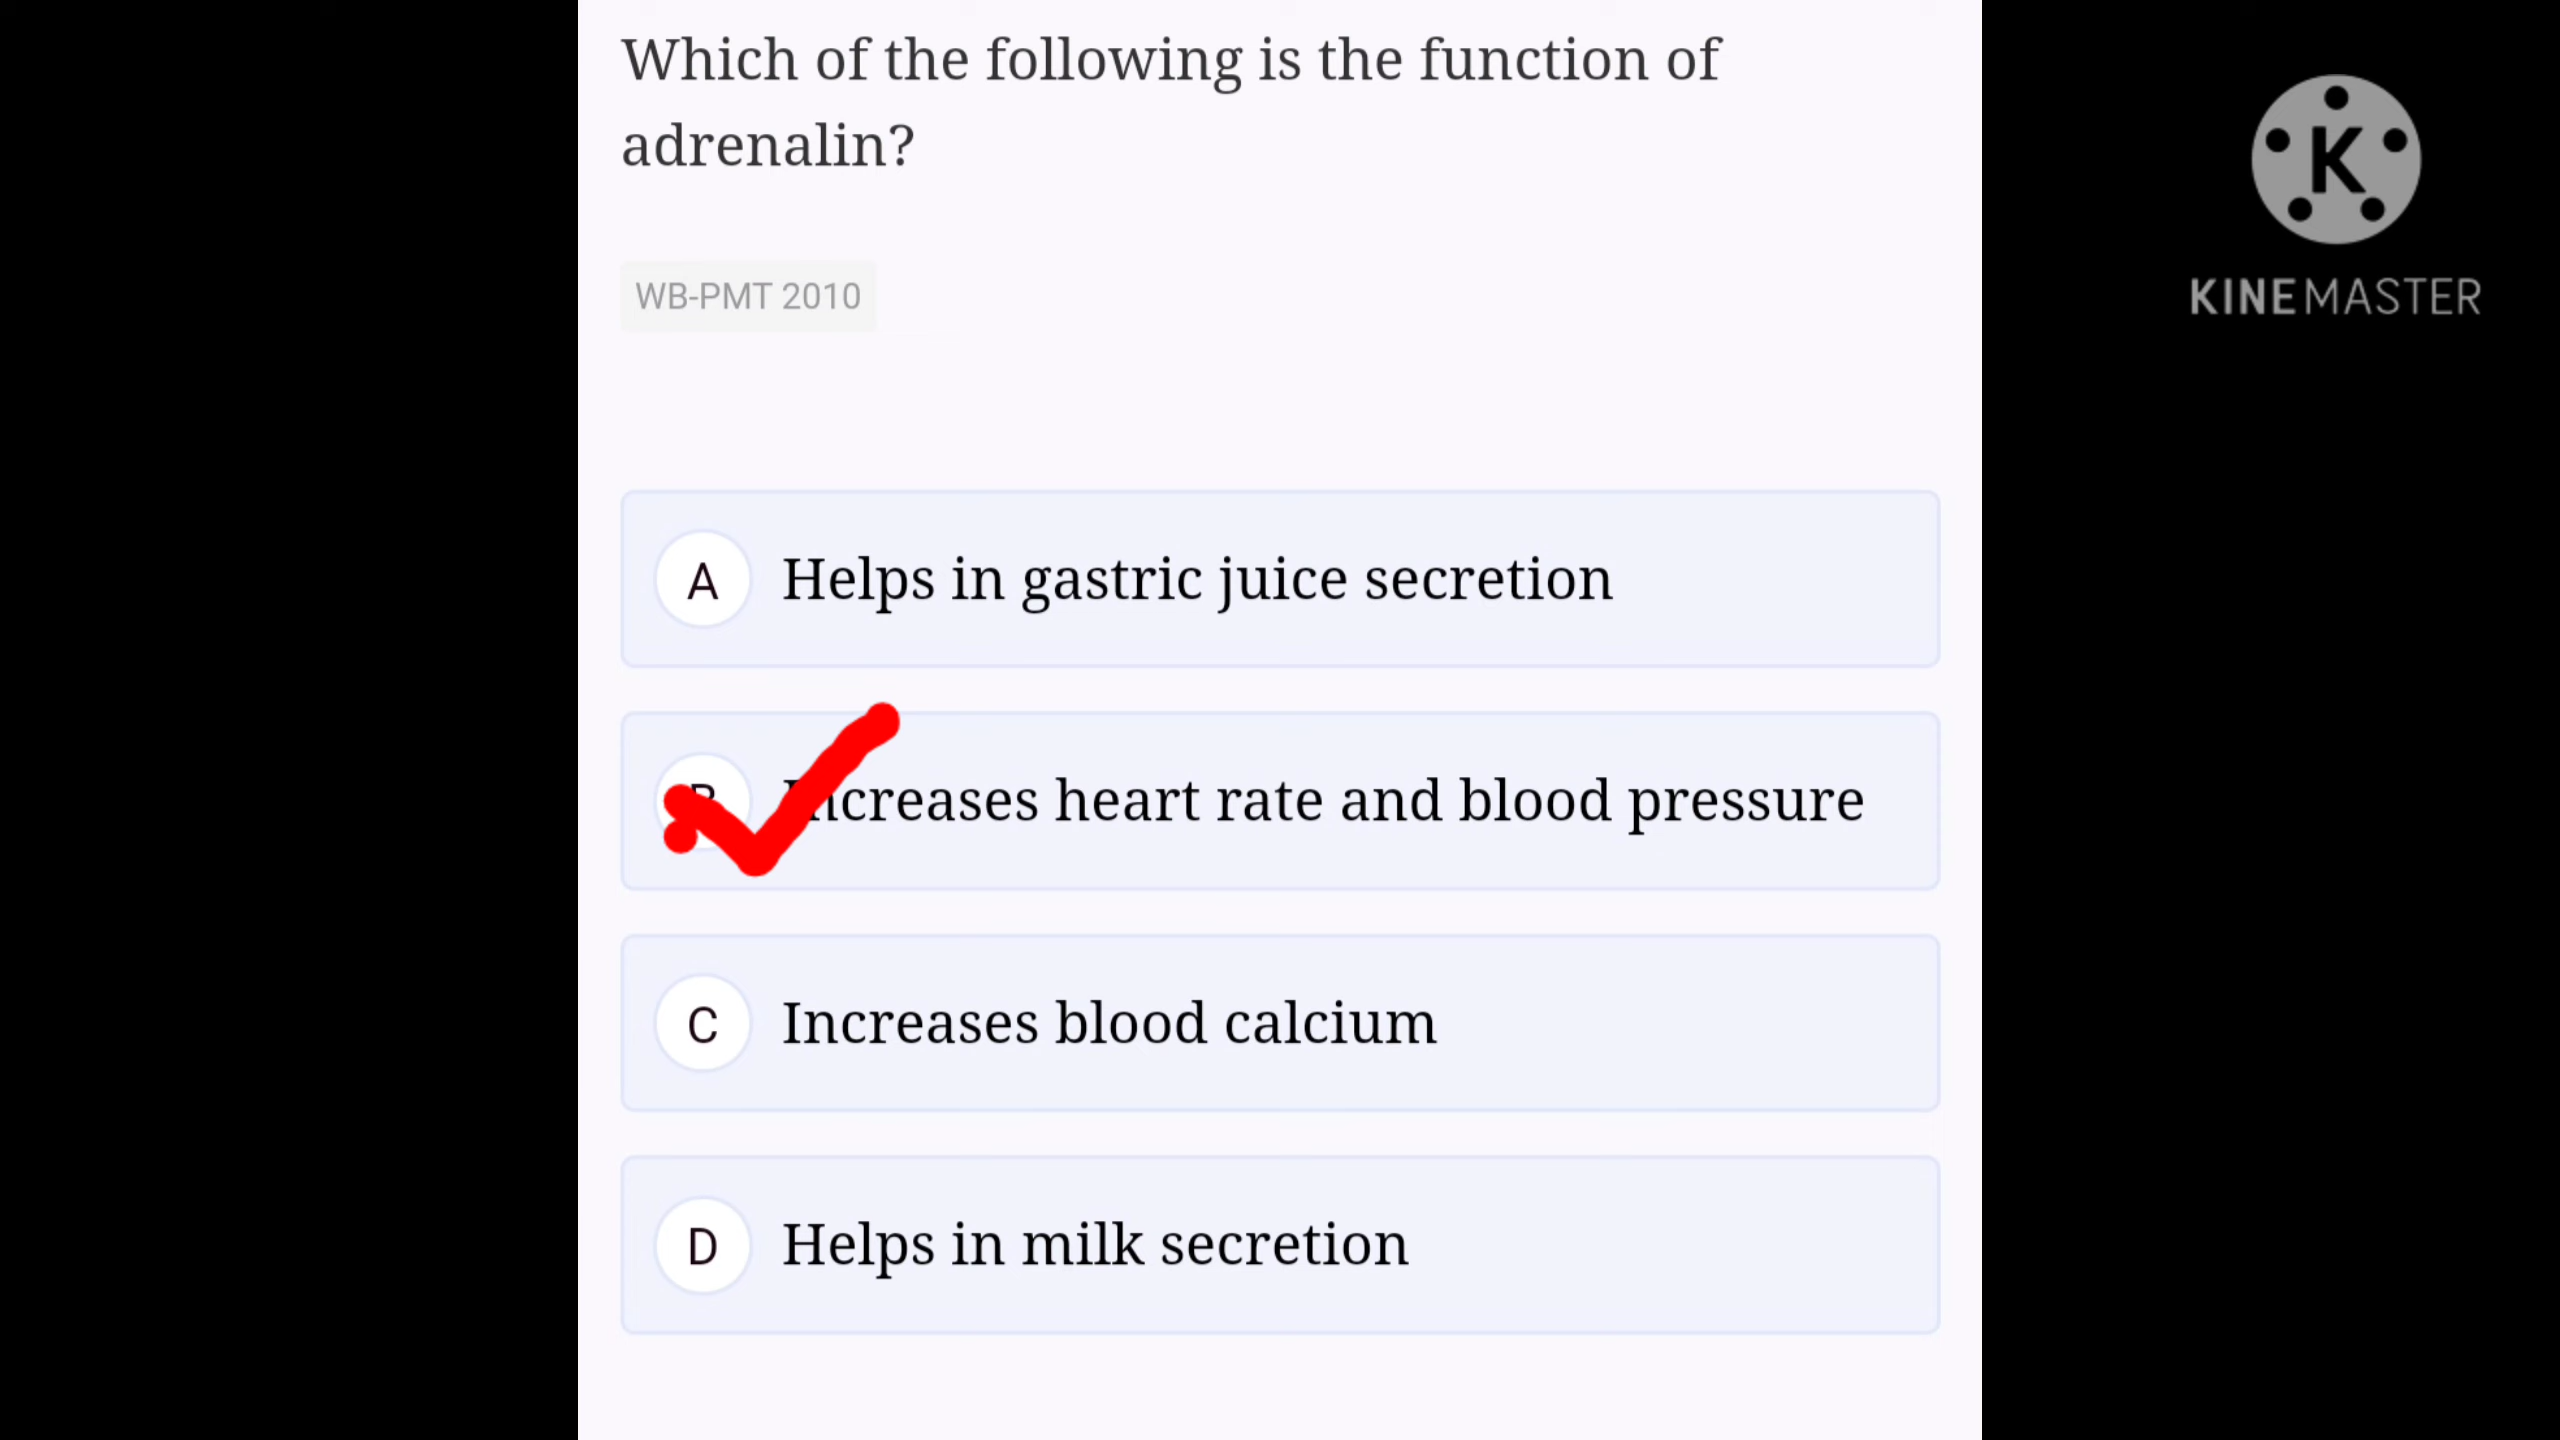 Which of the following is the function of
adrenalin?
WB-PMT 2010
A Helps in gastric juice secretion
B Increases heart rate and blood pressure
C Increases blood calcium
D Helps in milk secretion
K
KINEMASTER